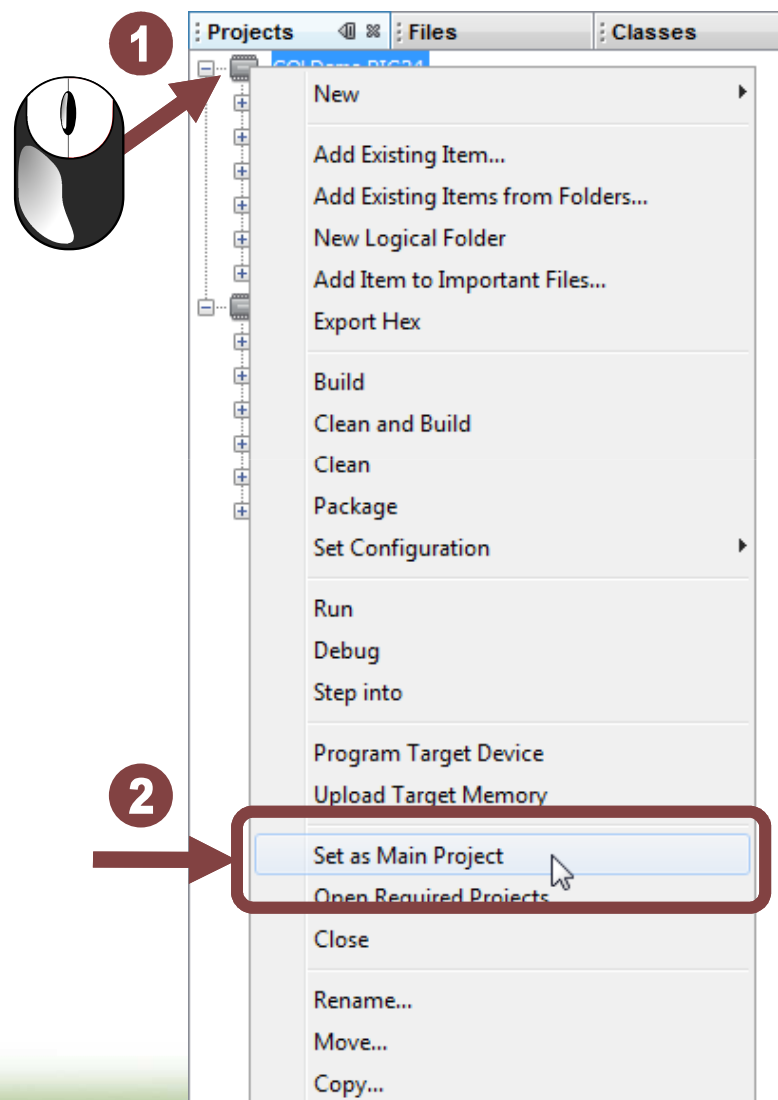 1
Projects Files Classes
New
Add Existing Item...
Add Existing Items from Folders...
New Logical Folder
Add Item to Important Files...
Export Hex
Build
Clean and Build
Clean
Package
Set Configuration
Run
Debug
Step into
Program Target Device
2
Upload Target Memory
Set as Main Project
Open Required Projects
Close
Rename...
Move...
Copy...